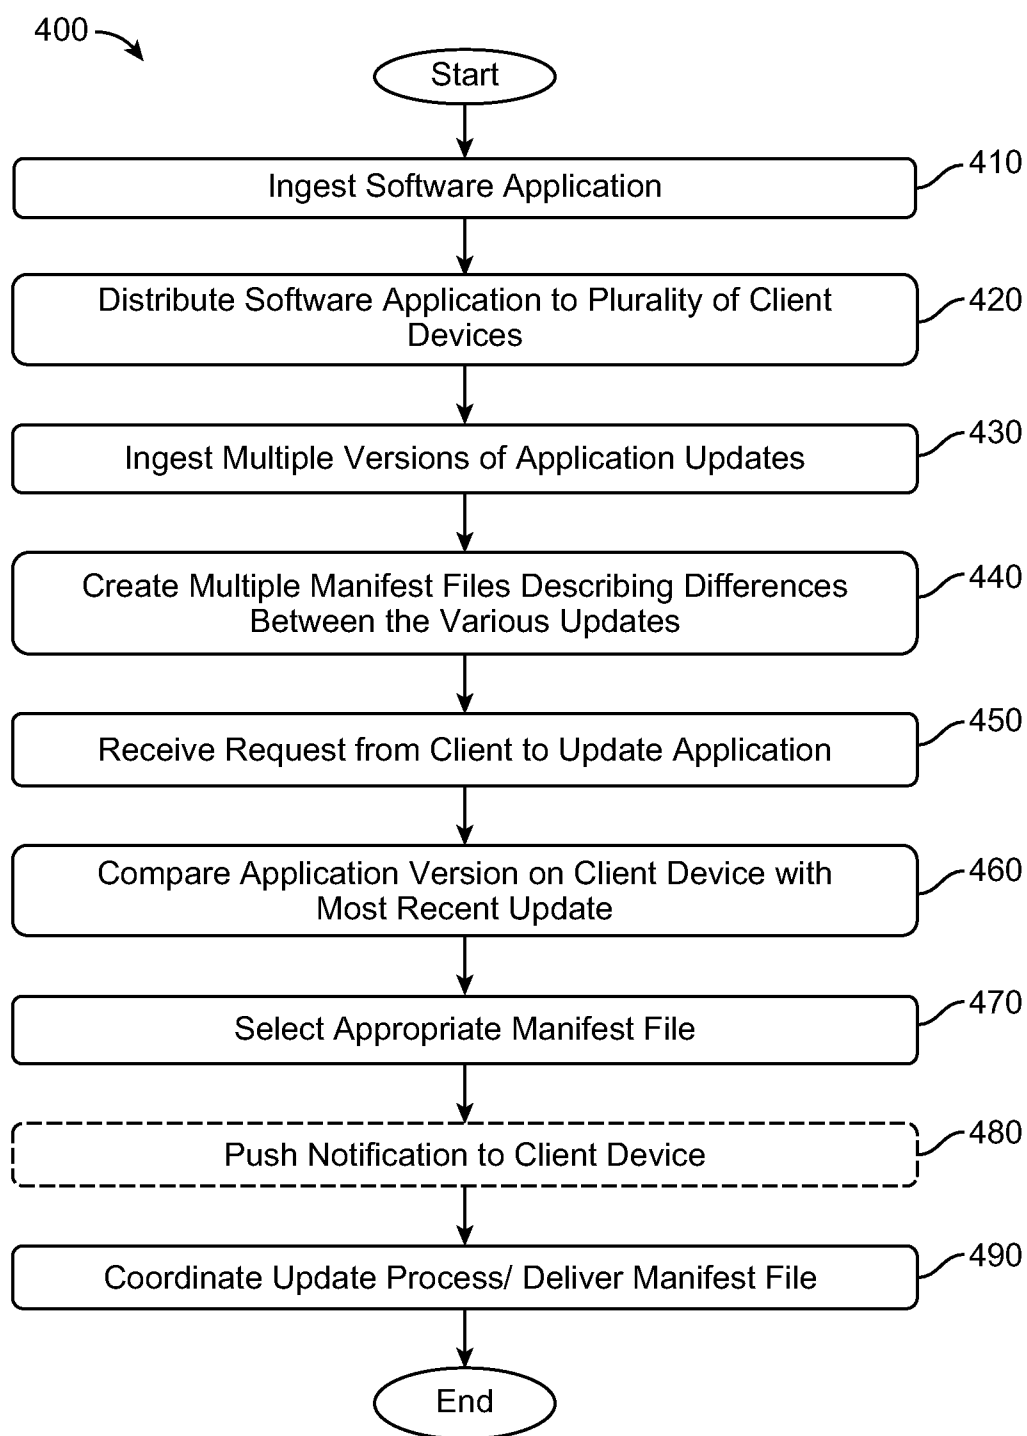 400
Start
Ingest Software Application
410
Distribute Software Application to Plurality of Client
Devices
420
Ingest Multiple Versions of Application Updates
430
Create Multiple Manifest Files Describing Differences
Between the Various Updates
440
Receive Request from Client to Update Application
450
Compare Application Version on Client Device with
Most Recent Update
460
Select Appropriate Manifest File
470
Push Notification to Client Device
480
Coordinate Update Process/ Deliver Manifest File
490
End